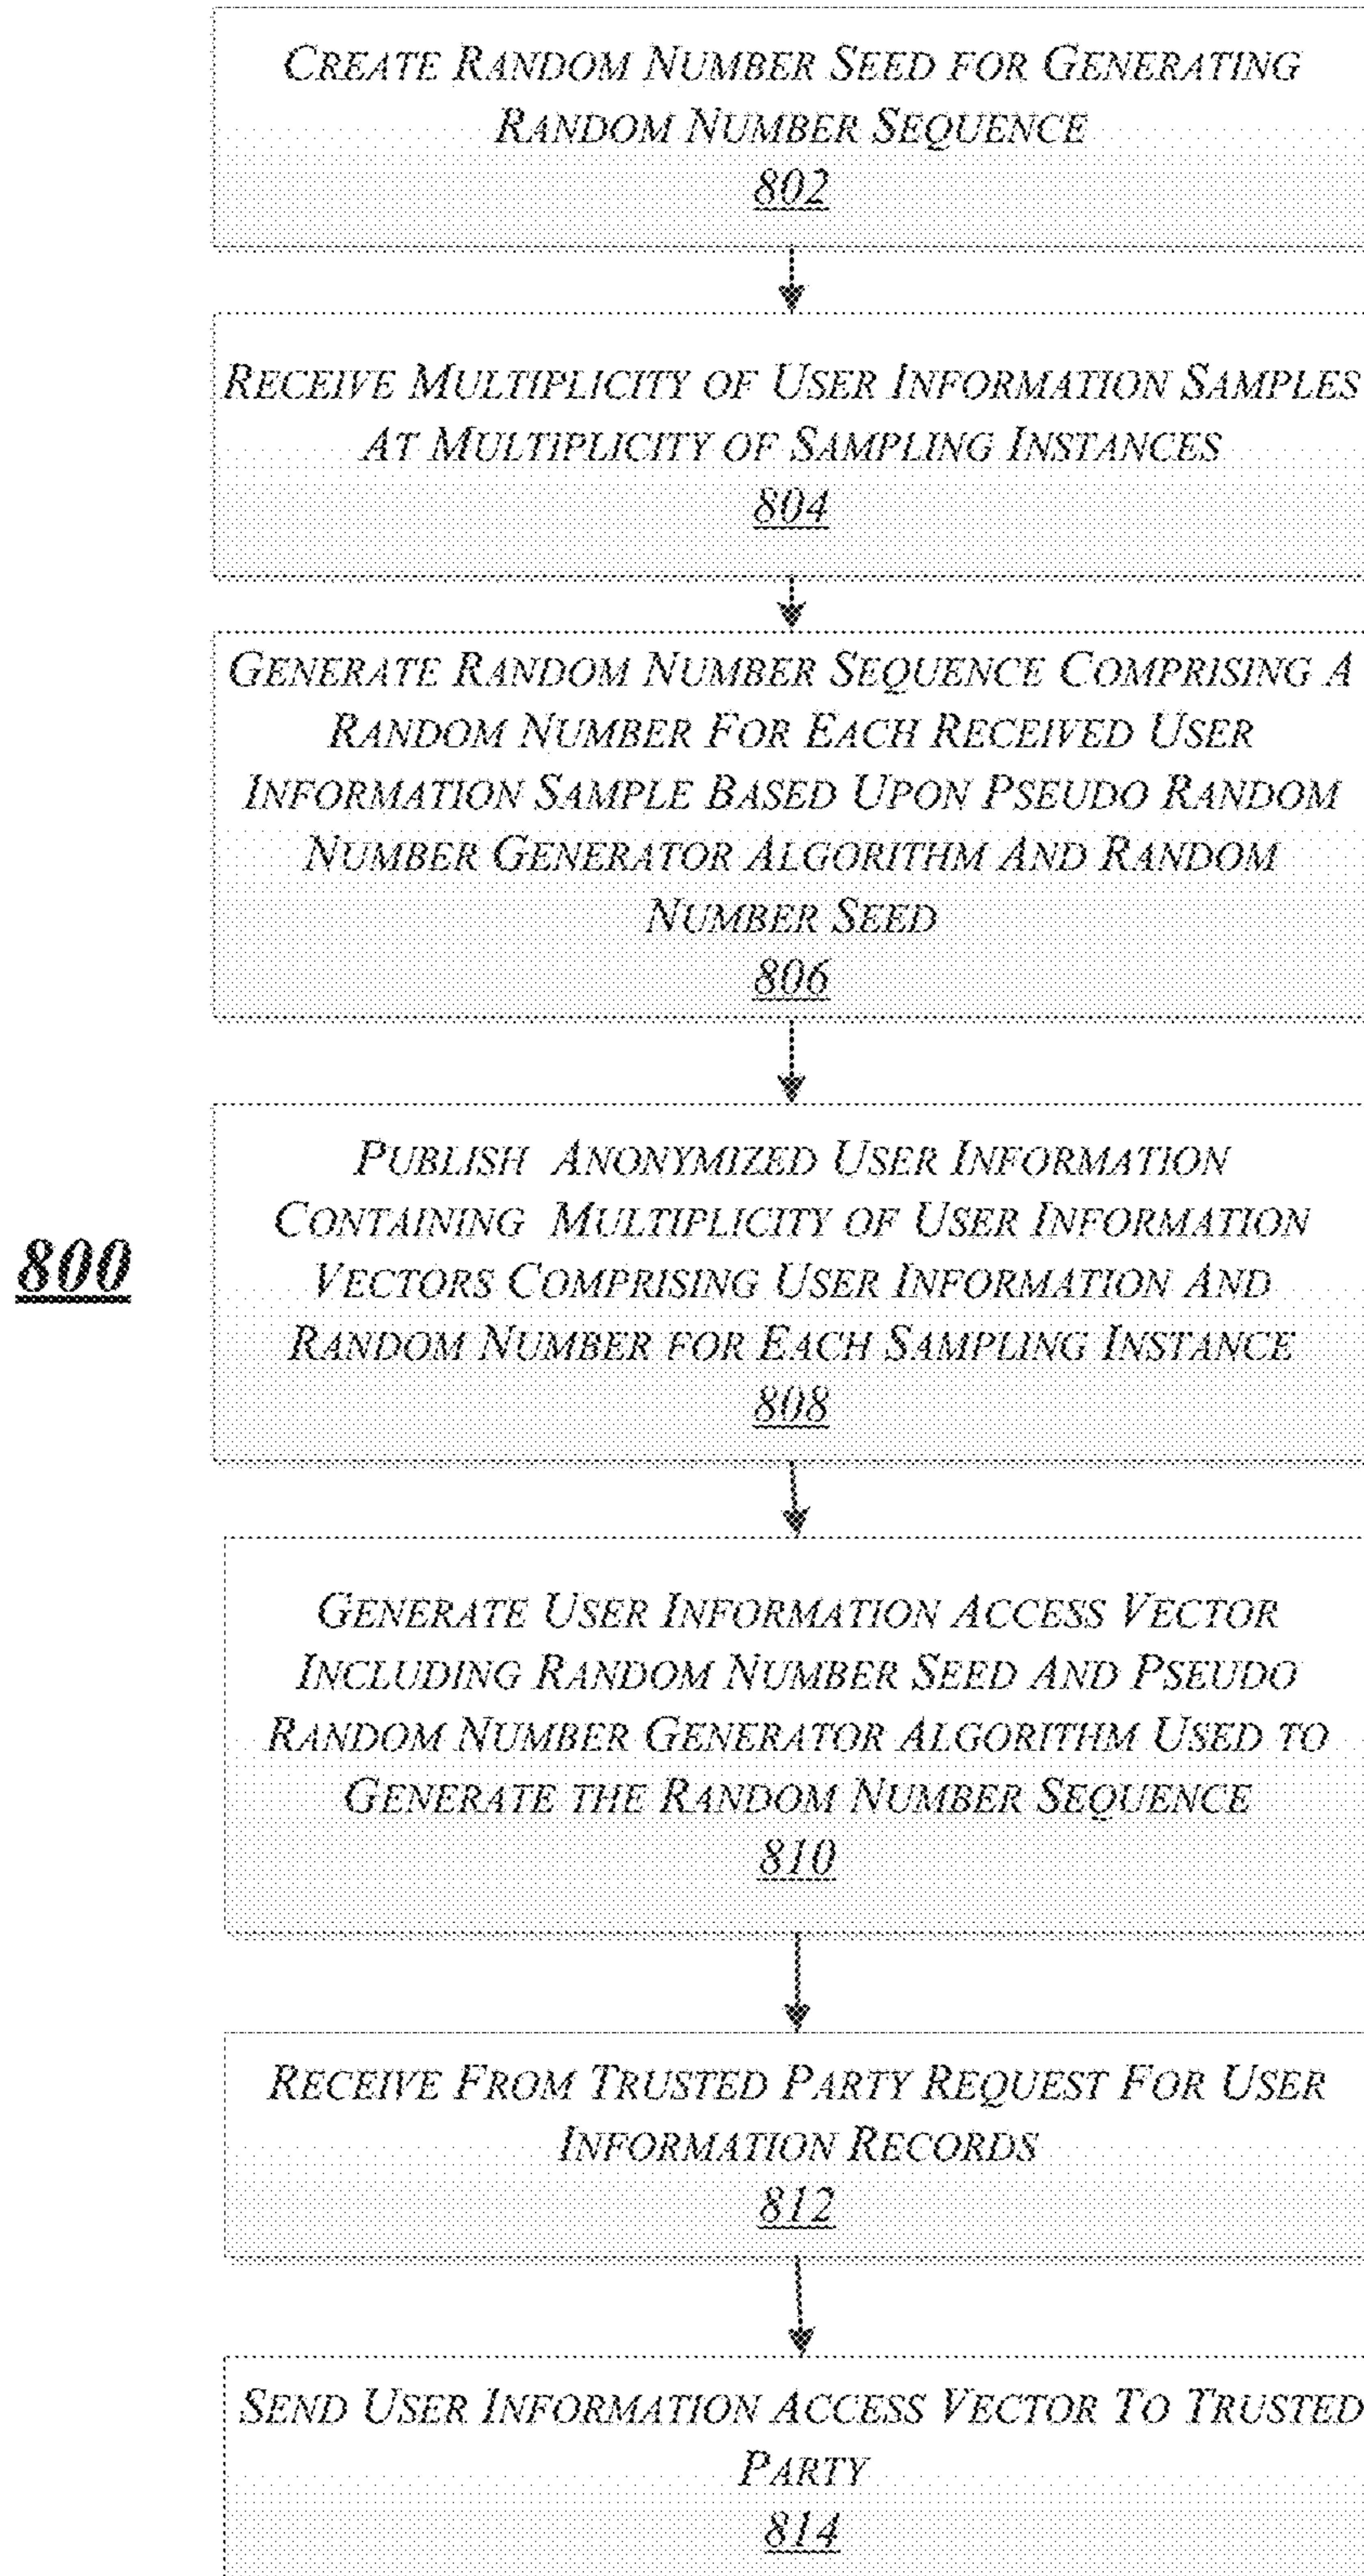 CREATE RANDOM NUMBER SEED FOR GENERATING
RANDOM NUMBER SEQUENCE
802
RECEIVE MULTIPLICITY OF USER INFORMATION SAMPLES
AT MULTIPLICITY OF SAMPLING INSTANCES
804
GENERATE RANDOM NUMBER SEQUENCE COMPRISING A
RANDOM NUMBER FOR EACH RECEIVED USER
INFORMATION SAMPLE BASED UPON PSEUDO RANDOM
NUMBER GENERATOR ALGORITHM AND RANDOM
NUMBER SEED
806
800
PUBLISH ANONYMIZED USER INFORMATION
CONTAINING MULTIPLICITY OF USER INFORMATION
VECTORS COMPRISING USER INFORMATION AND
RANDOM NUMBER FOR EACH SAMPLING INSTANCE
808
GENERATE USER INFORMATION ACCESS VECTOR
INCLUDING RANDOM NUMBER SEED AND PSEUDO
RANDOM NUMBER GENERATOR ALGORITHM USED TO
GENERATE THE RANDOM NUMBER SEQUENCE
810
RECEIVE FROM TRUSTED PARTY REQUEST FOR USER
INFORMATION RECORDS
812
SEND USER INFORMATION ACCESS VECTOR TO TRUSTED
PARTY
814